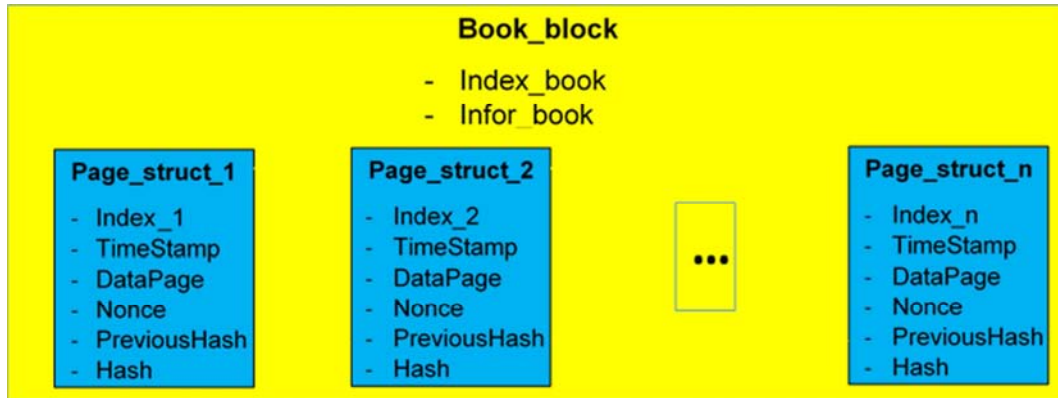 Book_block
- Index_book
- Infor_book
Page_struct_1
- Index_1
- TimeStamp
- DataPage
- Nonce
- PreviousHash
- Hash
Page_struct_2
- Index_2
- TimeStamp
- DataPage
- Nonce
- PreviousHash
- Hash
...
Page_struct_n
- Index_n
- TimeStamp
- DataPage
- Nonce
- PreviousHash
- Hash